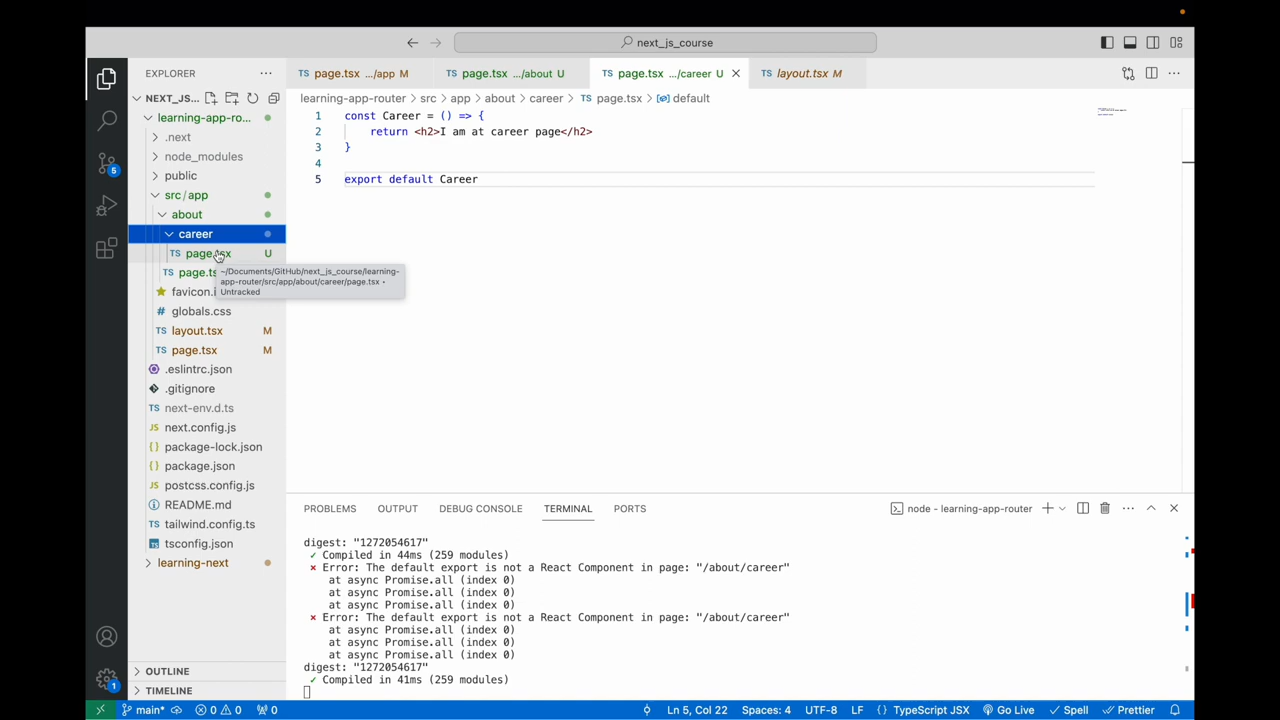 next_js_course
EXPLORER
NEXT_JS...
learning-app-ro...
.next
node_modules
public
src/app
about
career
page.tsx U
page.ts
favicon.i
globals.css
layout.tsx M
page.tsx M
.eslintrc.json
.gitignore
next-env.d.ts
next.config.js
package-lock.json
package.json
postcss.config.js
README.md
tailwind.config.ts
tsconfig.json
learning-next
OUTLINE
TIMELINE
~/Documents/GitHub/next_js_course/learning-
app-router/src/app/about/career/page.tsx •
Untracked
page.tsx .../app M
page.tsx .../about U
page.tsx .../career U
layout.tsx M
learning-app-router > src > app > about > career > page.tsx > default
1 const Career = () => {
2 return <h2>I am at career page</h2>
3 }
4
5 export default Career
PROBLEMS OUTPUT DEBUG CONSOLE TERMINAL PORTS
node - learning-app-router
digest: "1272054617"
✓ Compiled in 44ms (259 modules)
× Error: The default export is not a React Component in page: "/about/career"
at async Promise.all (index 0)
at async Promise.all (index 0)
at async Promise.all (index 0)
× Error: The default export is not a React Component in page: "/about/career"
at async Promise.all (index 0)
at async Promise.all (index 0)
at async Promise.all (index 0)
digest: "1272054617"
✓ Compiled in 41ms (259 modules)
5
1
main* 0 0 0 Ln 5, Col 22 Spaces: 4 UTF-8 LF {} TypeScript JSX Go Live Spell Prettier